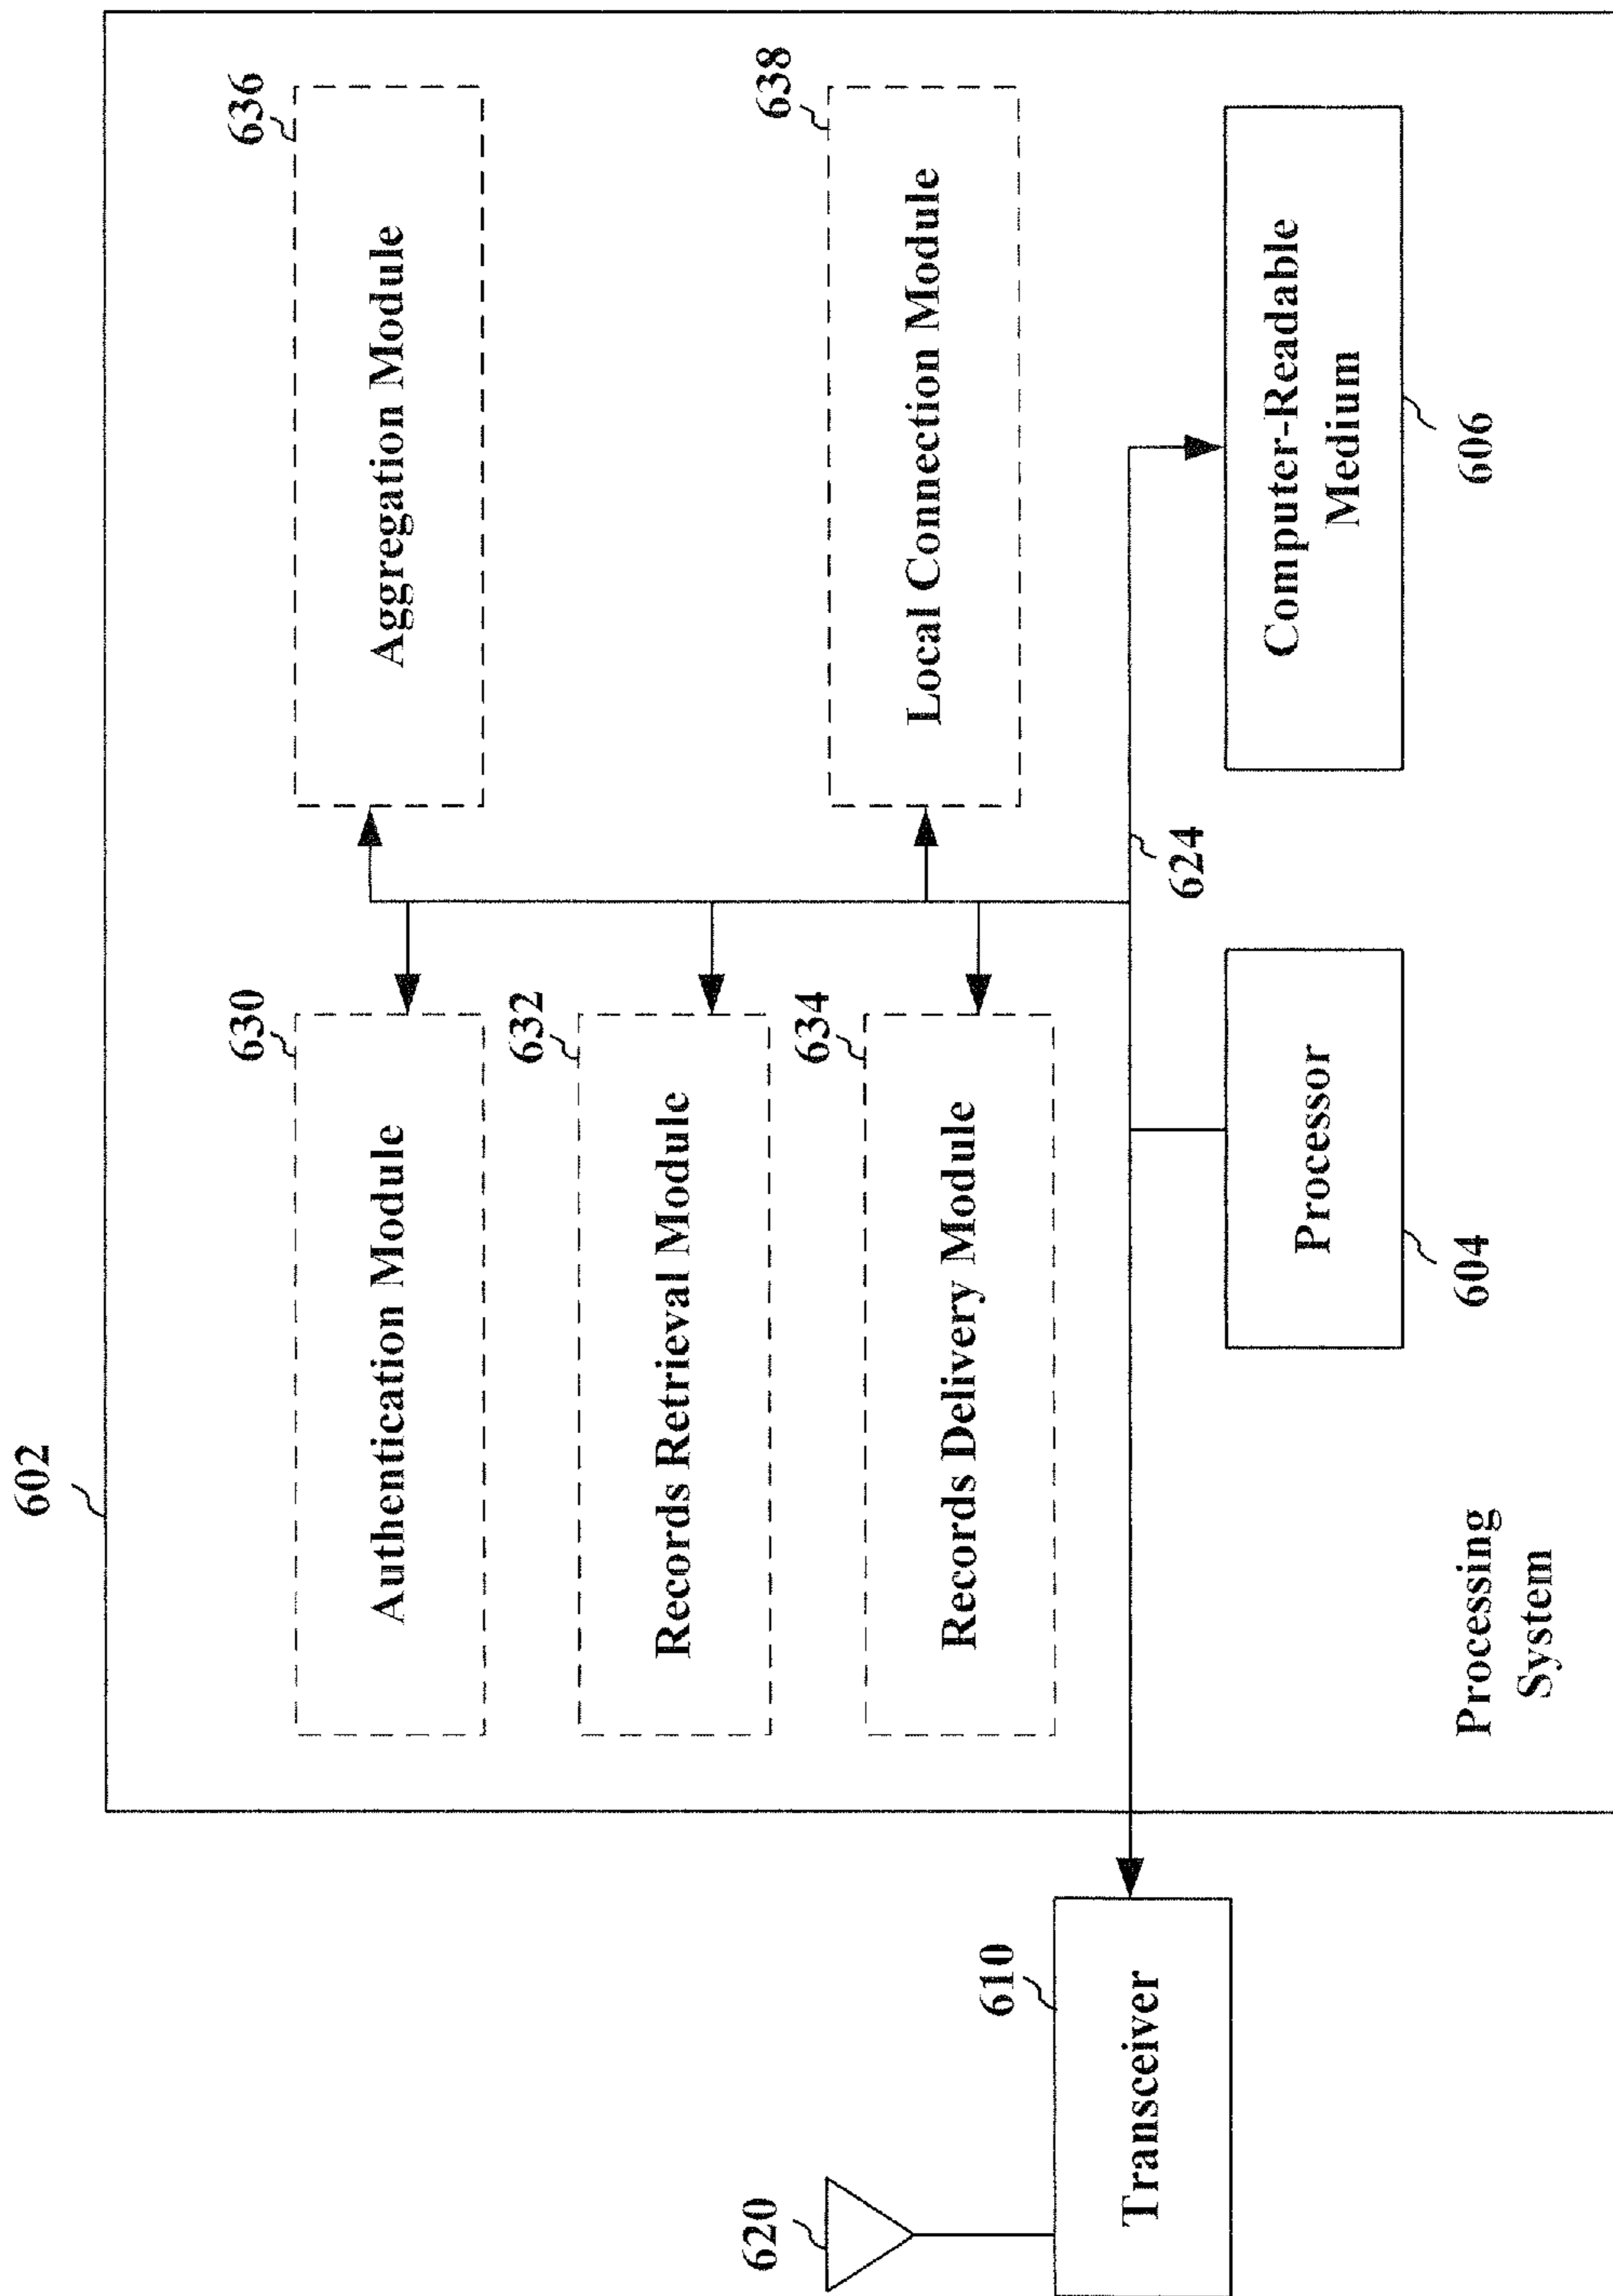 602
630
Authentication Module
636
Aggregation Module
632
Records Retrieval Module
634
Records Delivery Module
638
Local Connection Module
620
610
Transceiver
624
Processor
604
Computer-Readable
Medium
606
Processing
System